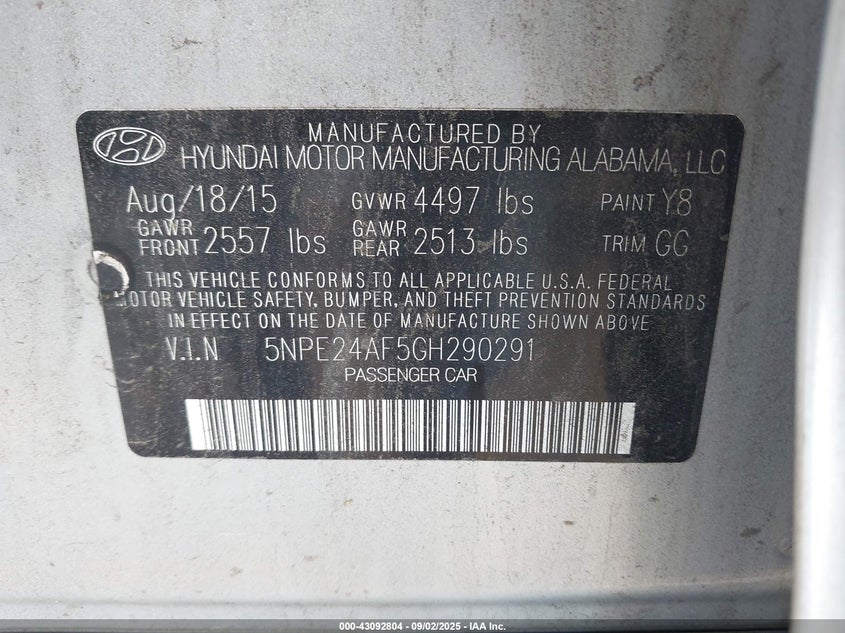 MANUFACTURED BY
HYUNDAI MOTOR MANUFACTURING ALABAMA, LLC
Aug/18/15 GVWR 4497 lbs PAINT Y8
GAWR FRONT 2557 lbs GAWR REAR 2513 lbs TRIM GG
THIS VEHICLE CONFORMS TO ALL APPLICABLE U.S.A. FEDERAL
MOTOR VEHICLE SAFETY, BUMPER, AND THEFT PREVENTION STANDARDS
IN EFFECT ON THE DATE OF MANUFACTURE SHOWN ABOVE
V.I.N 5NPE24AF5GH290291
PASSENGER CAR
000-43092804 - 09/02/2025 - IAA Inc.